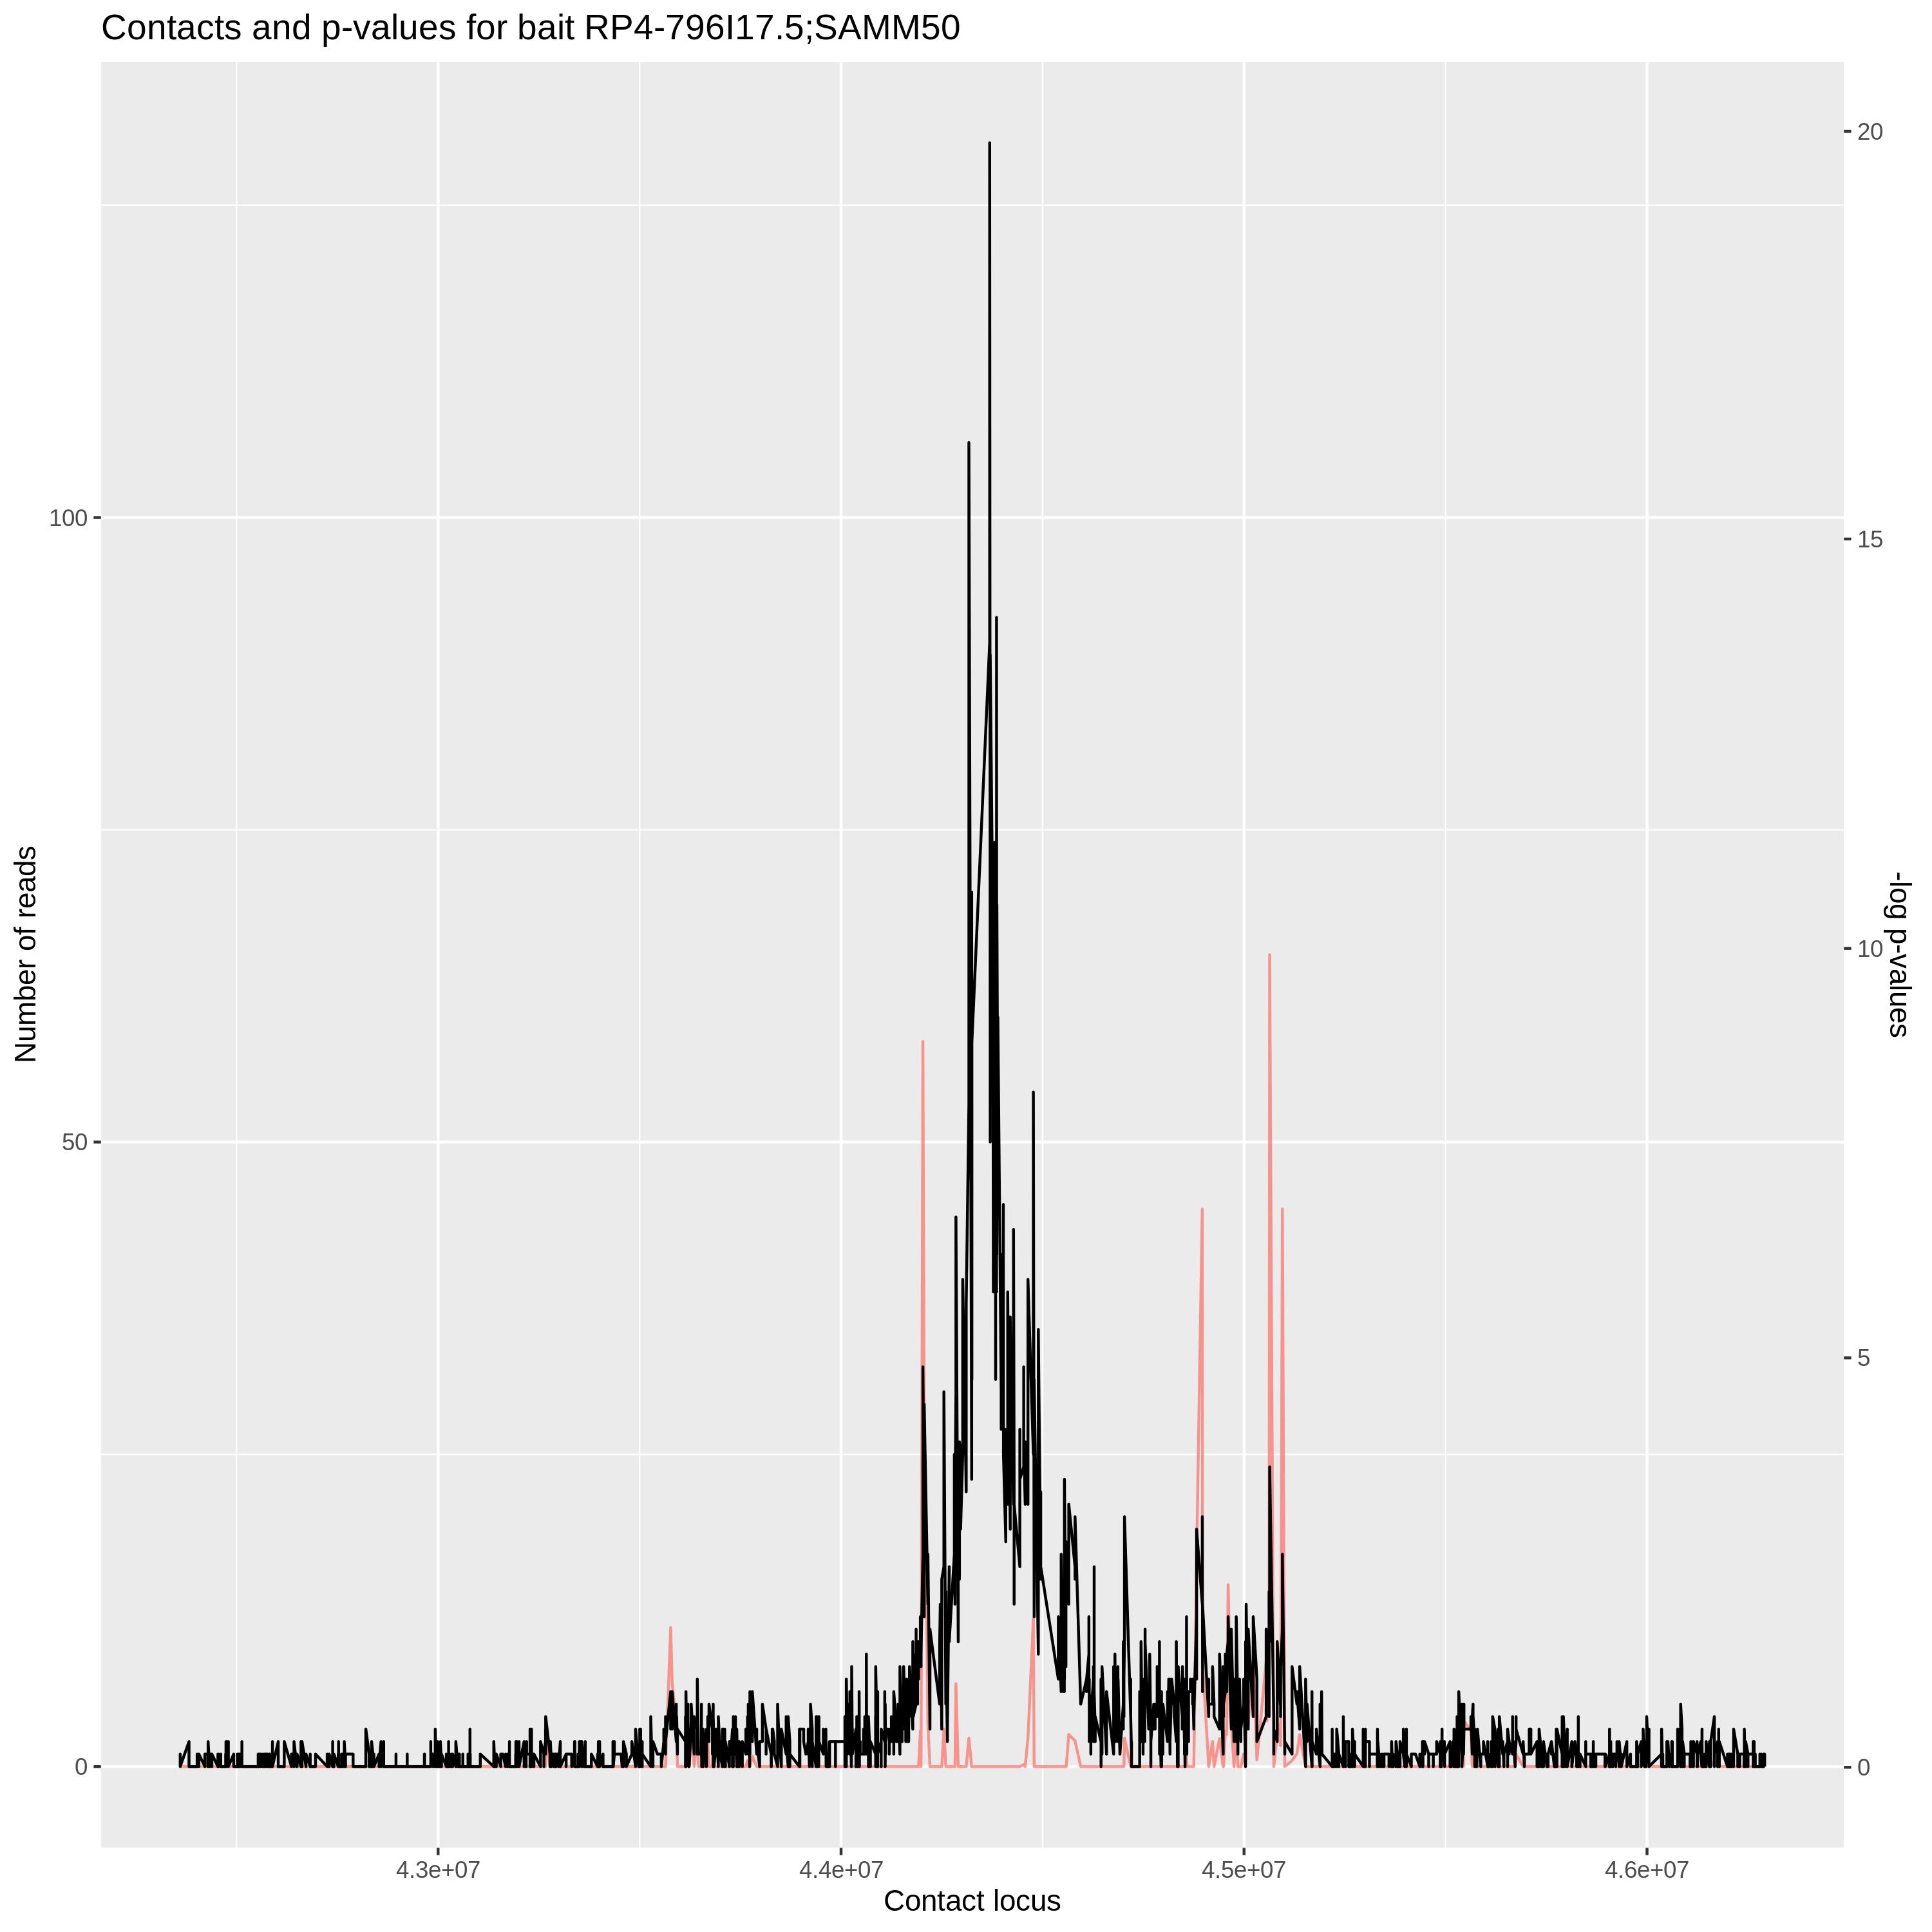 Contacts and p-values for bait RP4-796I17.5;SAMM50
Number of reads
100
50
0
20
15
10
5
0
-log p-values
4.3e+07
4.4e+07
4.5e+07
4.6e+07
Contact locus